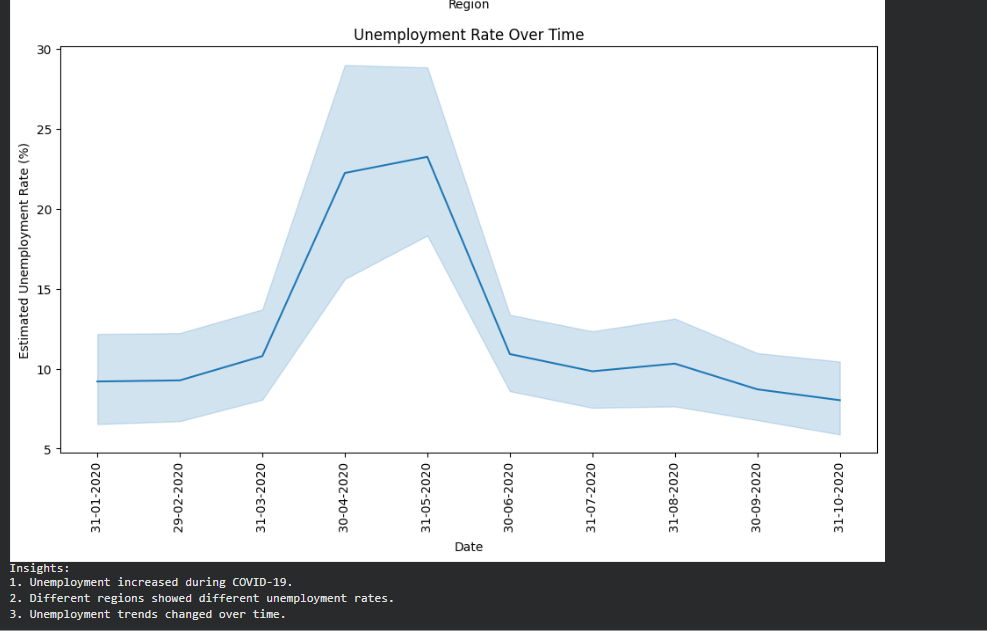 Region
Unemployment Rate Over Time
Estimated Unemployment Rate (%)
30
25
20
15
10
5
31-01-2020
29-02-2020
31-03-2020
30-04-2020
31-05-2020
30-06-2020
31-07-2020
31-08-2020
30-09-2020
31-10-2020
Date
Insights:
1. Unemployment increased during COVID-19.
2. Different regions showed different unemployment rates.
3. Unemployment trends changed over time.